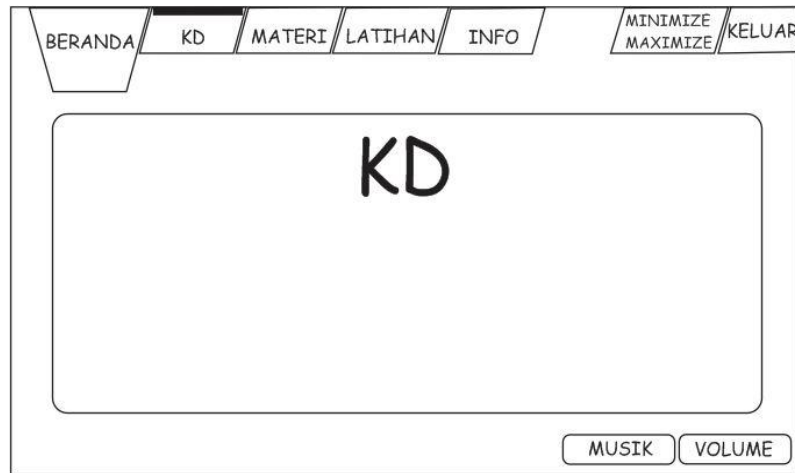 BERANDA
KD
MATERI
LATIHAN
INFO
MINIMIZE
MAXIMIZE
KELUAR
KD
MUSIK
VOLUME